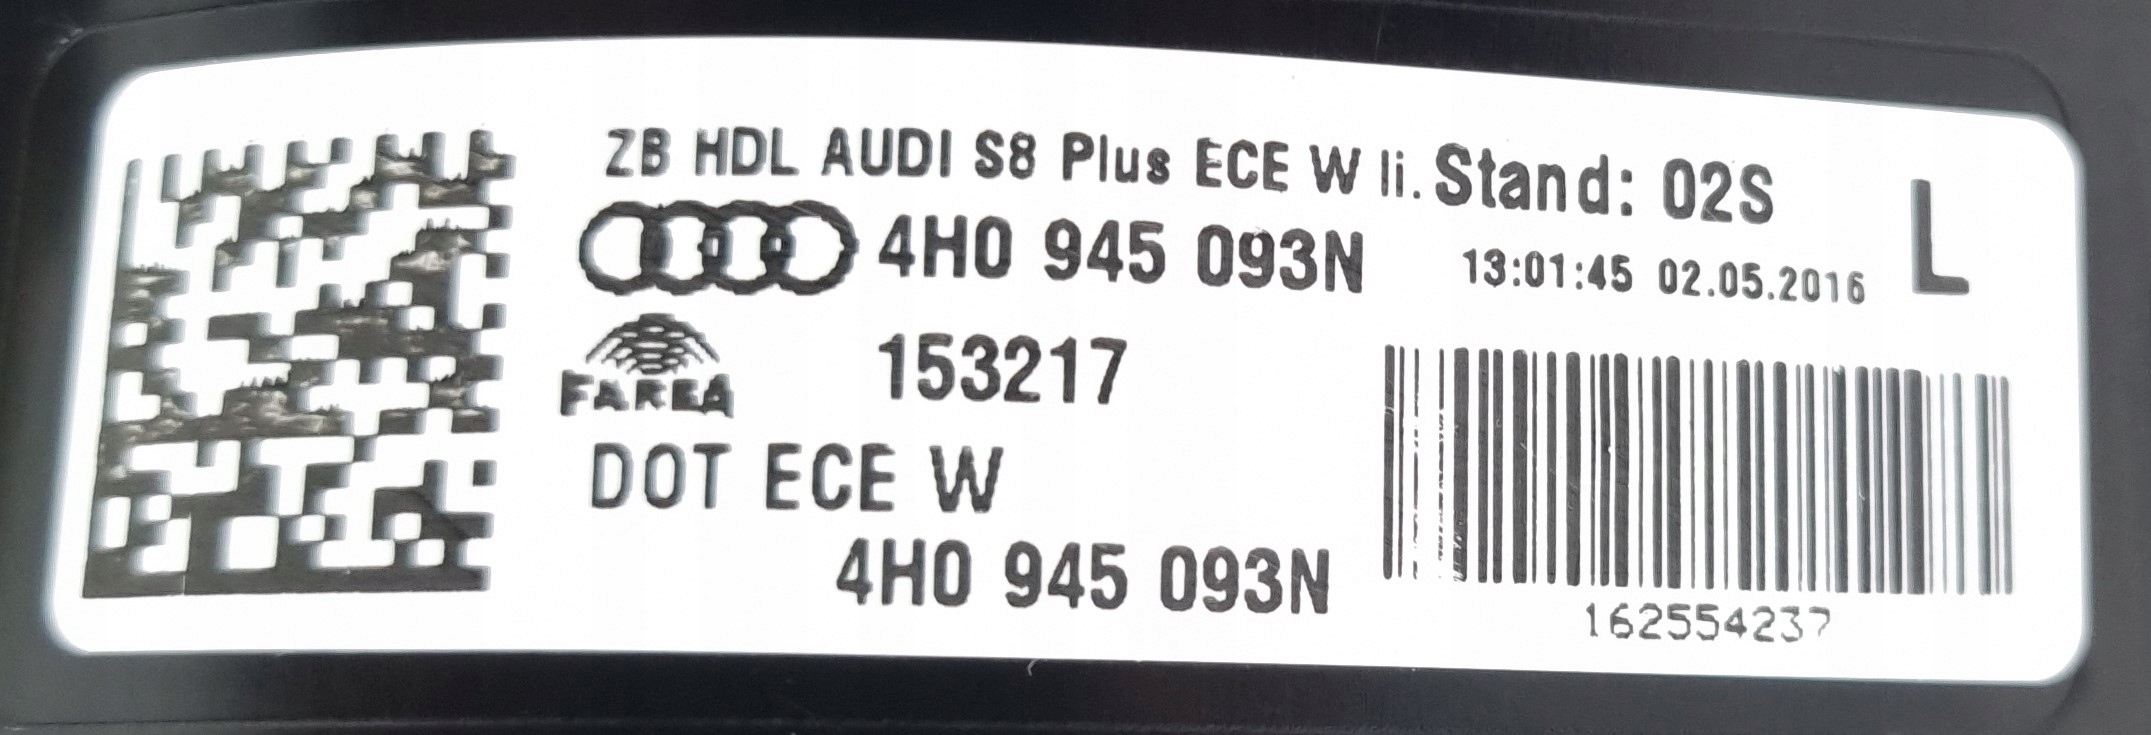 ZB HDL AUDI S8 Plus ECE W li. Stand: 02S
4H0 945 093N
13:01:45 02.05.2016
L
FARBA
153217
DOT ECE W
4H0 945 093N
162554237